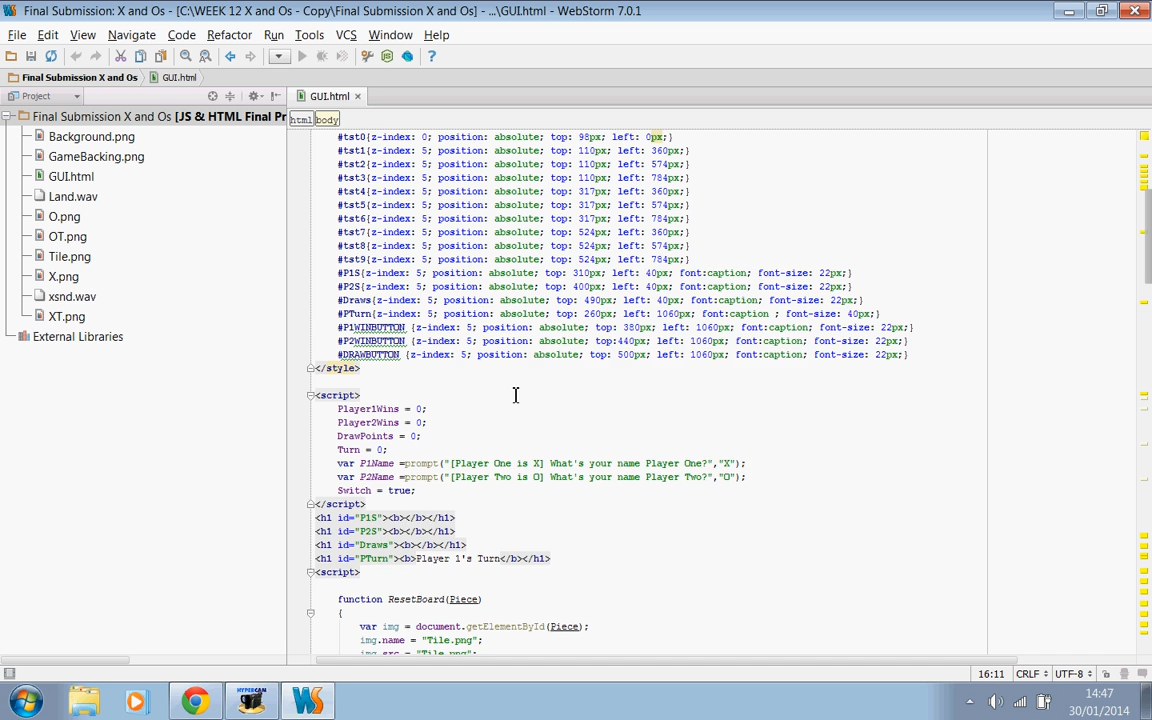 Final Submission: X and Os - [C:\WEEK 12 X and Os - Copy\Final Submission X and Os] - ...\GUI.html - WebStorm 7.0.1
File Edit View Navigate Code Refactor Run Tools VCS Window Help
Final Submission X and Os GUI.html
Project
GUI.html
Final Submission X and Os [JS & HTML Final Pr
html body
Background.png
GameBacking.png
GUI.html
Land.wav
O.png
OT.png
Tile.png
X.png
xsnd.wav
XT.png
External Libraries
#tst0{z-index: 0; position: absolute; top: 98px; left: 0px;}
#tst1{z-index: 5; position: absolute; top: 110px; left: 360px;}
#tst2{z-index: 5; position: absolute; top: 110px; left: 574px;}
#tst3{z-index: 5; position: absolute; top: 110px; left: 784px;}
#tst4{z-index: 5; position: absolute; top: 317px; left: 360px;}
#tst5{z-index: 5; position: absolute; top: 317px; left: 574px;}
#tst6{z-index: 5; position: absolute; top: 317px; left: 784px;}
#tst7{z-index: 5; position: absolute; top: 524px; left: 360px;}
#tst8{z-index: 5; position: absolute; top: 524px; left: 574px;}
#tst9{z-index: 5; position: absolute; top: 524px; left: 784px;}
#P1S{z-index: 5; position: absolute; top: 310px; left: 40px; font:caption; font-size: 22px;}
#P2S{z-index: 5; position: absolute; top: 400px; left: 40px; font:caption; font-size: 22px;}
#Draws{z-index: 5; position: absolute; top: 490px; left: 40px; font:caption; font-size: 22px;}
#PTurn{z-index: 5; position: absolute; top: 260px; left: 1060px; font:caption ; font-size: 40px;}
#P1WINBUTTON {z-index: 5; position: absolute; top: 380px; left: 1060px; font:caption; font-size: 22px;}
#P2WINBUTTON {z-index: 5; position: absolute; top:440px; left: 1060px; font:caption; font-size: 22px;}
#DRAWBUTTON {z-index: 5; position: absolute; top: 500px; left: 1060px; font:caption; font-size: 22px;}
</style>
<script>
Player1Wins = 0;
Player2Wins = 0;
DrawPoints = 0;
Turn = 0;
var P1Name =prompt("[Player One is X] What's your name Player One?","X");
var P2Name =prompt("[Player Two is O] What's your name Player Two?","O");
Switch = true;
</script>
<h1 id="P1S"><b></b></h1>
<h1 id="P2S"><b></b></h1>
<h1 id="Draws"><b></b></h1>
<h1 id="PTurn"><b>Player 1's Turn</b></h1>
<script>
function ResetBoard(Piece)
{
var img = document.getElementById(Piece);
img.name = "Tile.png";
img.src = "Tile.png";
16:11 CRLF UTF-8
HYPERCAM
WS
14:47
30/01/2014